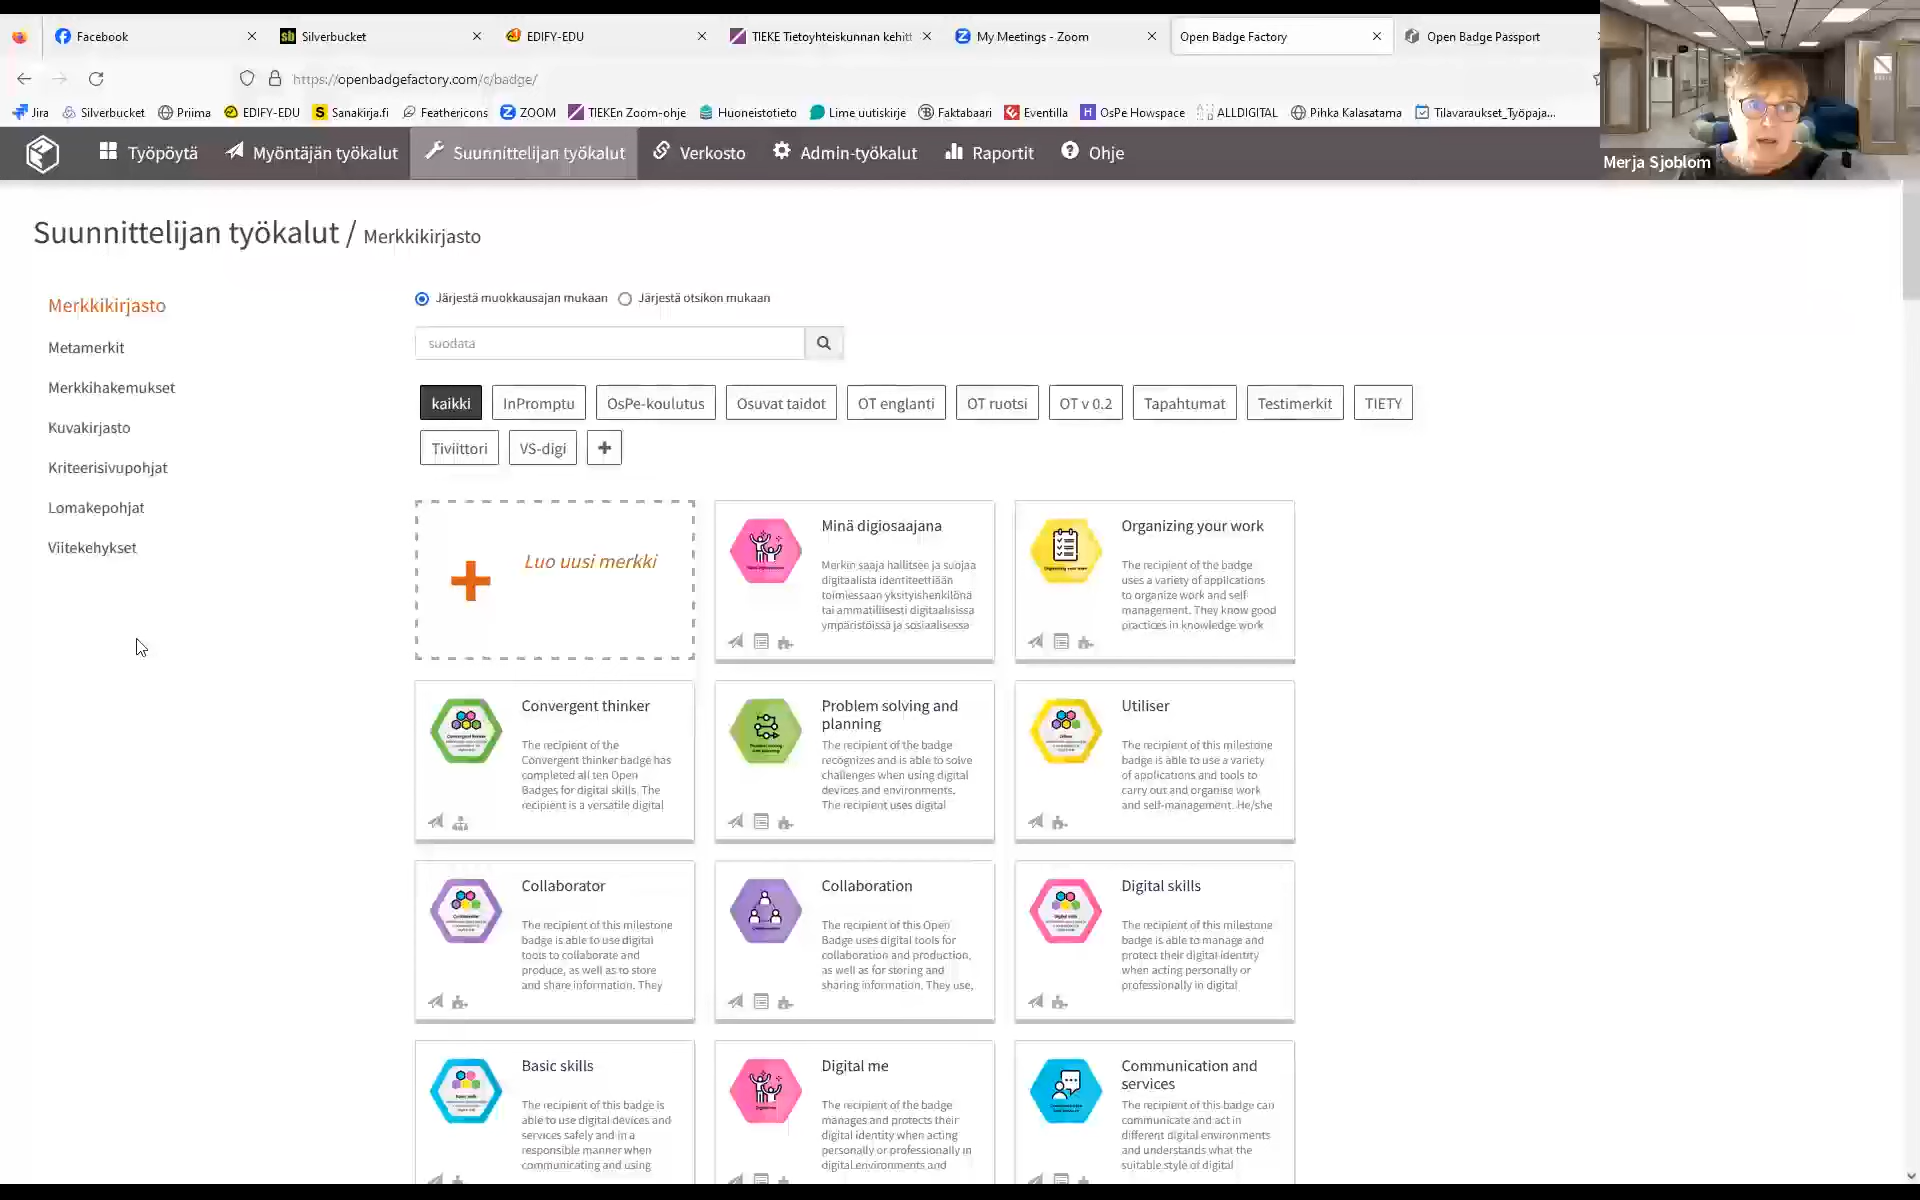 Facebook
Silverbucket
EDIFY-EDU
TIEKE Tietoyhteiskunnan kehitt
My Meetings - Zoom
Open Badge Factory
Open Badge Passport
https://openbadgefactory.com/c/badge/
Jira
Silverbucket
Priima
EDIFY-EDU
Sanakirja.fi
Feathericons
ZOOM
TIEKEn Zoom-ohje
Huoneistotieto
Lime uutiskirje
Faktabaari
Eventilla
OsPe Howspace
ALLDIGITAL
Pihka Kalasatama
Tilavaraukset_Työpaja...
Merja Sjoblom
Työpöytä
Myöntäjän työkalut
Suunnittelijan työkalut
Verkosto
Admin-työkalut
Raportit
Ohje
Suunnittelijan työkalut / Merkkikirjasto
Merkkikirjasto
Metamerkit
Merkkihakemukset
Kuvakirjasto
Kriteerisivupohjat
Lomakepohjat
Viitekehykset
Järjestä muokkausajan mukaan
Järjestä otsikon mukaan
suodata
kaikki
InPromptu
OsPe-koulutus
Osuvat taidot
OT englanti
OT ruotsi
OT v 0.2
Tapahtumat
Testimerkit
TIETY
Tiviittori
VS-digi
Luo uusi merkki
Minä digiosaajana
Merkin saaja hallitsee ja suojaa
digitaalista identiteettiään
toimiessaan yksityishenkilönä
tai ammatillisesti digitaalisissa
ympäristöissä ja sosiaalisessa
Organizing your work
The recipient of the badge
uses a variety of applications
to organize work and self-
management. They know good
practices in knowledge work
Convergent thinker
The recipient of the
Convergent thinker badge has
completed all ten Open
Badges for digital skills. The
recipient is a versatile digital
Problem solving and
planning
The recipient of the badge
recognizes and is able to solve
challenges when using digital
devices and environments.
The recipient uses digital
Utiliser
The recipient of this milestone
badge is able to use a variety
of applications and tools to
carry out and organise work
and self-management. He/she
Collaborator
The recipient of this milestone
badge is able to use digital
tools to collaborate and
produce, as well as to store
and share information. They
Collaboration
The recipient of this Open
Badge uses digital tools for
collaboration and production,
as well as for storing and
sharing information. They use,
Digital skills
The recipient of this milestone
badge is able to manage and
protect their digital identity
when acting personally or
professionally in digital
Basic skills
The recipient of this badge is
able to use digital devices and
services safely and in a
responsible manner when
communicating and using
Digital me
The recipient of the badge
manages and protects their
digital identity when acting
personally or professionally in
digital environments and
Communication and
services
The recipient of this badge can
communicate and act in
different digital environments
and understands what the
suitable style of digital